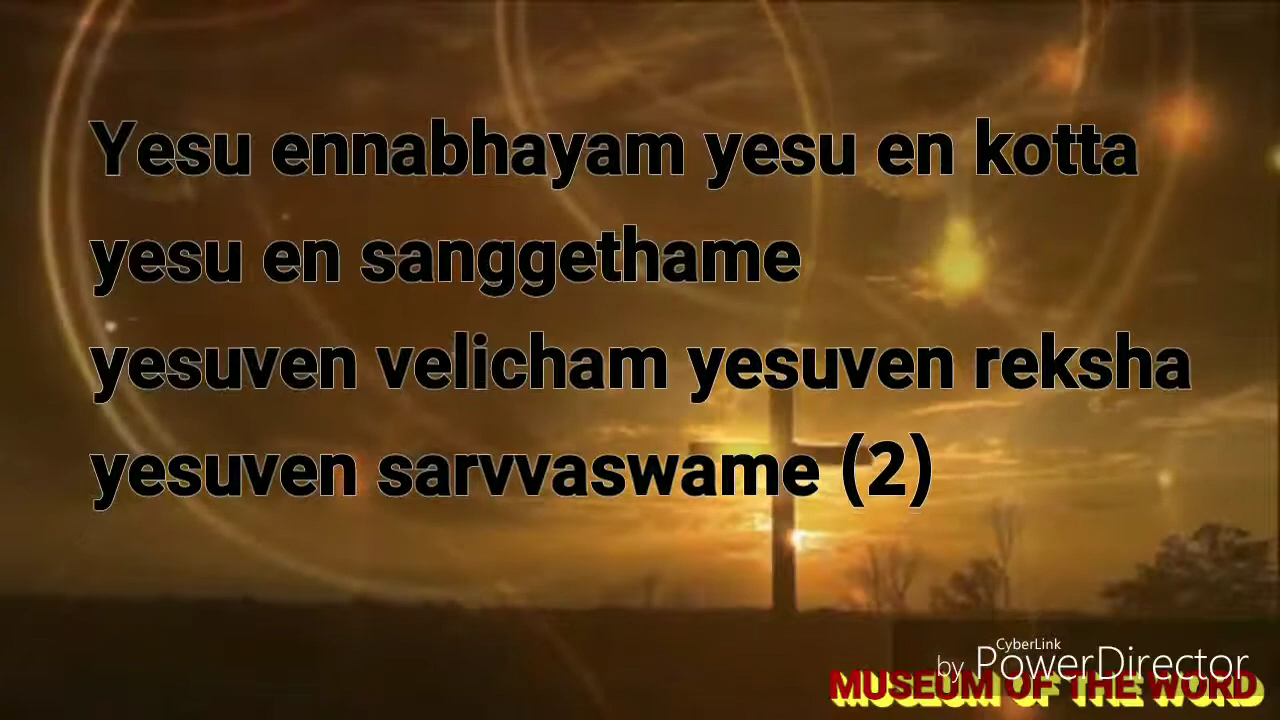 Yesu ennabhayam yesu en kotta
yesu en sanggethame
yesuven velicham yesuven reksha
yesuven sarvvaswame (2)
CyberLink
by PowerDirector
MUSEUM OF THE WORD